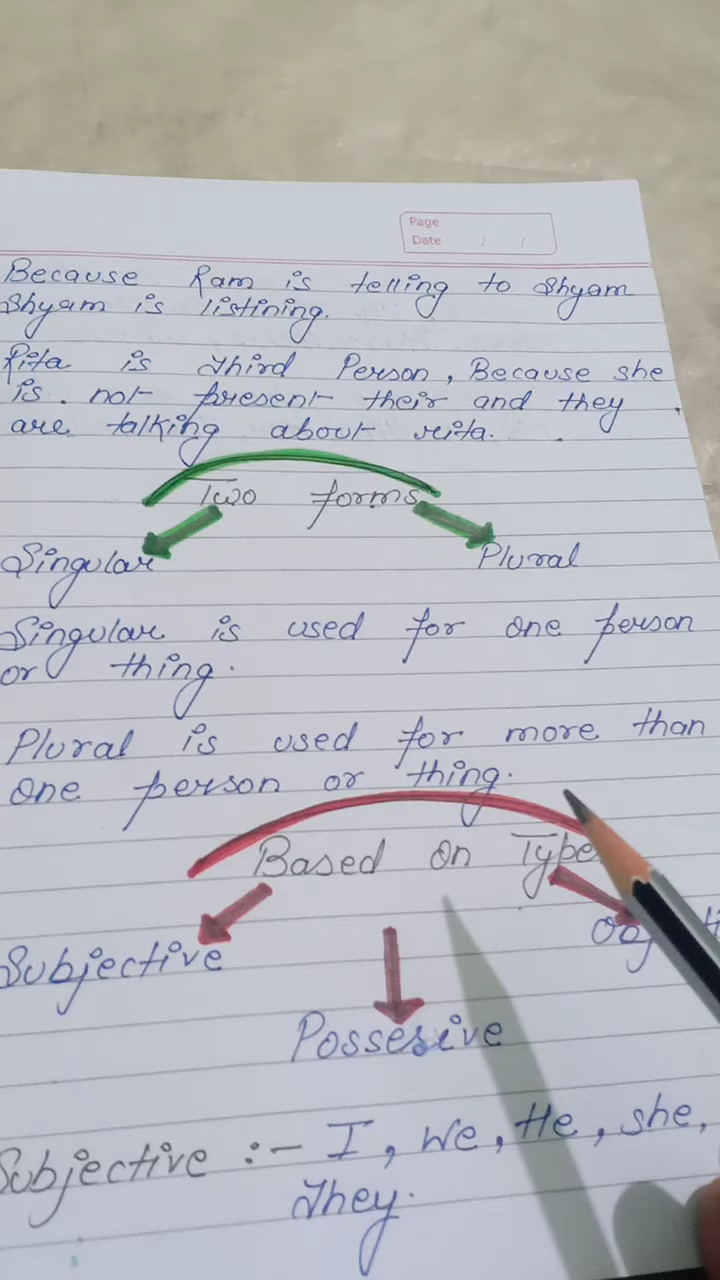 Page
Date / /
Because Ram is telling to Shyam
Shyam is listining.
Rita is Third Person, Because she
is not present their and they
are talking about rita.
Two forms
Singular Plural
Singular is used for one person
or thing.
Plural is used for more than
one person or thing.
Based on Type
Subjective
Possesive
Subjective :- I, We, He, she,
They.